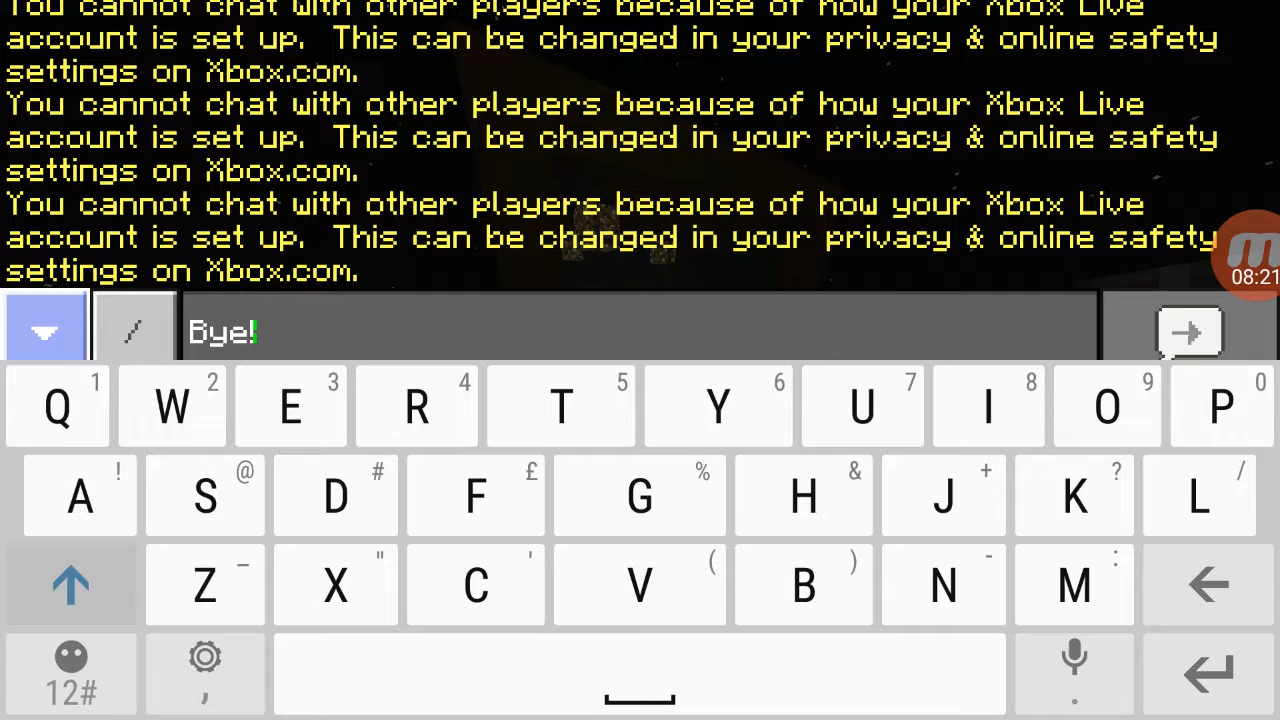 You cannot chat with other players because of how your Xbox Live
account is set up. This can be changed in your privacy & online safety
settings on Xbox.com.
You cannot chat with other players because of how your Xbox Live
account is set up. This can be changed in your privacy & online safety
settings on Xbox.com.
You cannot chat with other players because of how your Xbox Live
account is set up. This can be changed in your privacy & online safety
settings on Xbox.com.
08:21
/ Bye!
Q 1 W 2 E 3 R 4 T 5 Y 6 U 7 I 8 O 9 P 0
A ! S @ D # F £ G % H & J + K ? L /
Z _ X " C ' V ( B ) N - M :
12# , .